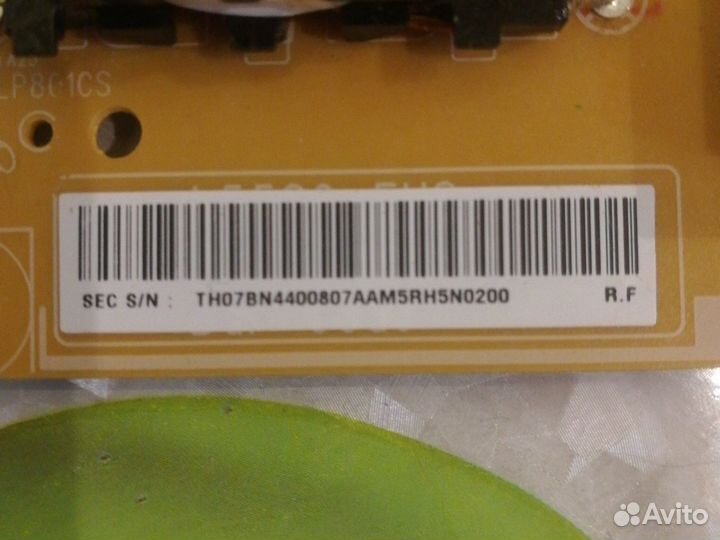 LP801CS
SEC S/N : TH07BN4400807AAM5RH5N0200 R.F
Avito